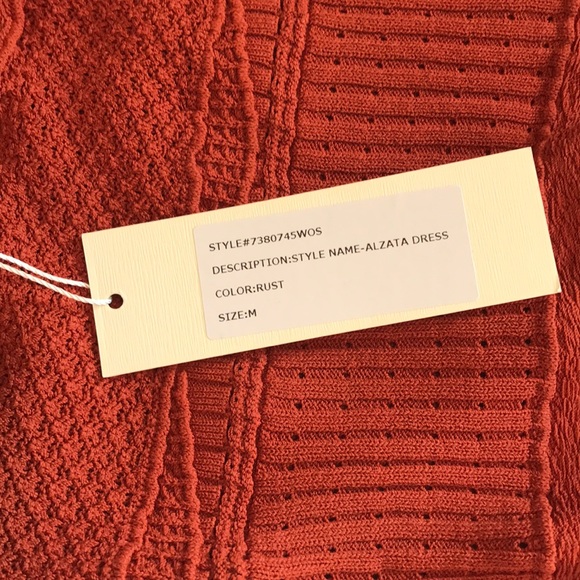 STYLE#7380745WOS
DESCRIPTION:STYLE NAME-ALZATA DRESS
COLOR:RUST
SIZE:M